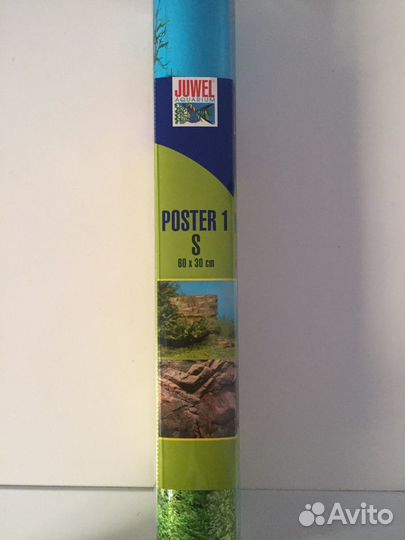 JUWEL
AQUARIUM
POSTER 1
S
60 x 30 cm
Avito